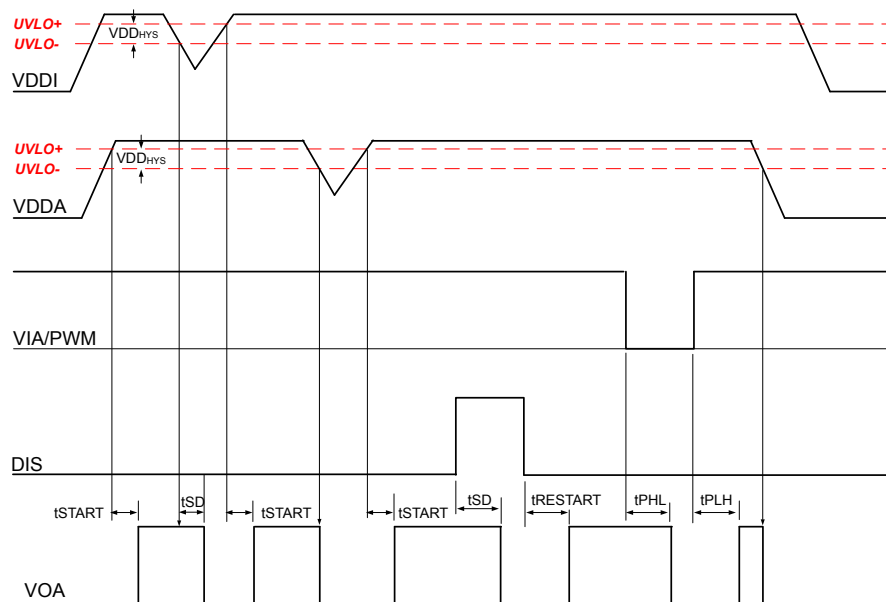 UVLO+
VDDHYS
UVLO-
VDDI
UVLO+
VDDHYS
UVLO-
VDDA
VIA/PWM
DIS
tSTART
tSD
tSTART
tSTART
tSD
tRESTART
tPHL
tPLH
VOA